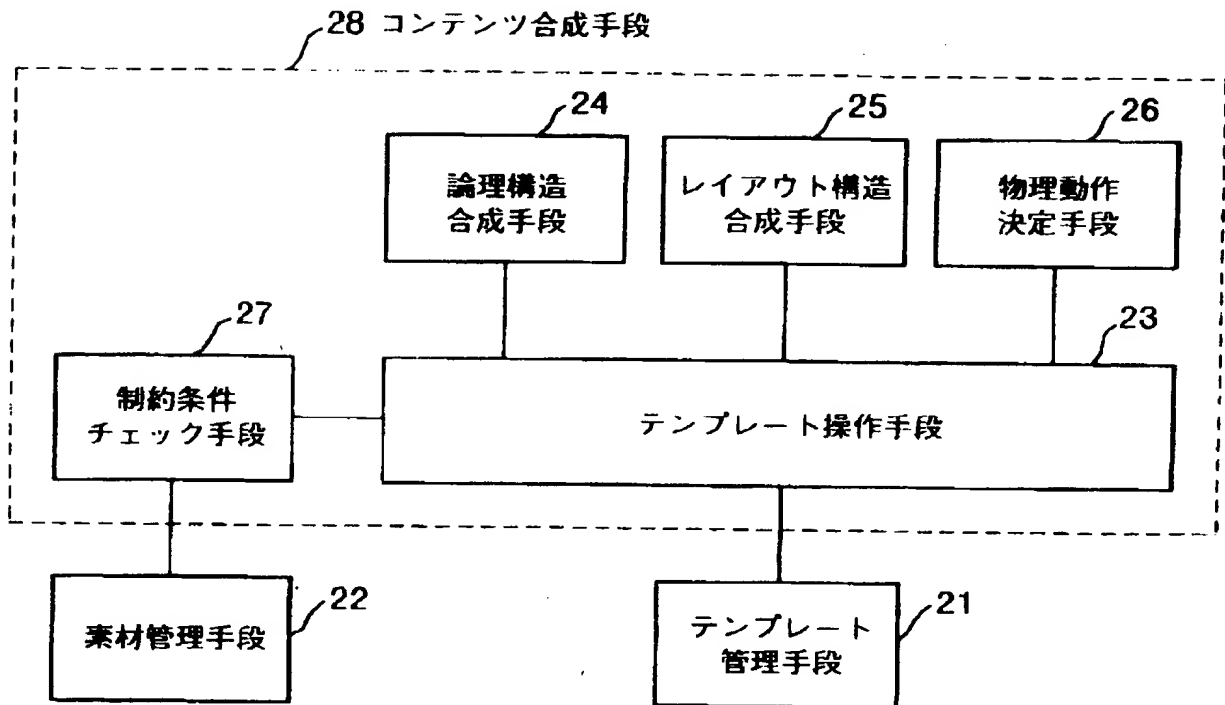 28 コンテンツ合成手段
24
論理構造
合成手段
25
レイアウト構造
合成手段
26
物理動作
決定手段
27
制約条件
チェック手段
23
テンプレート操作手段
22
素材管理手段
21
テンプレート
管理手段